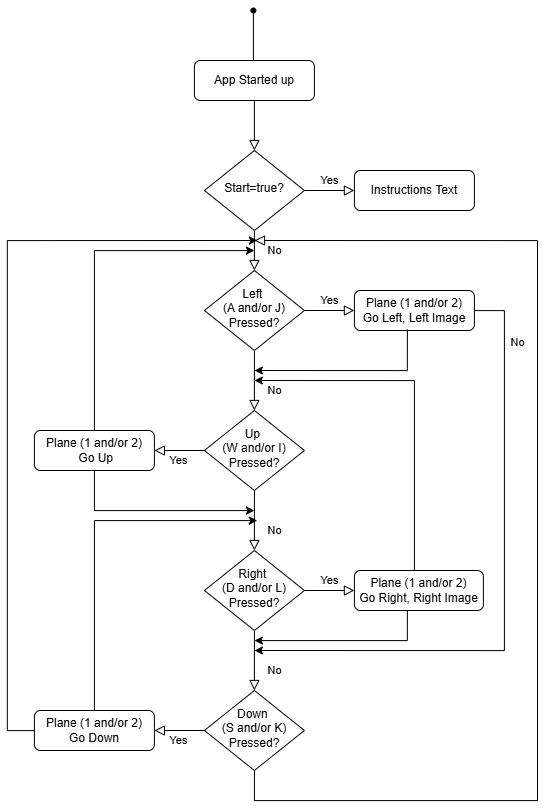 App Started up
Start=true?
Yes
Instructions Text
No
Left
(A and/or J)
Pressed?
Yes
Plane (1 and/or 2)
Go Left, Left Image
No
No
Up
(W and/or I)
Pressed?
Yes
Plane (1 and/or 2)
Go Up
No
Right
(D and/or L)
Pressed?
Yes
Plane (1 and/or 2)
Go Right, Right Image
No
Down
(S and/or K)
Pressed?
Yes
Plane (1 and/or 2)
Go Down